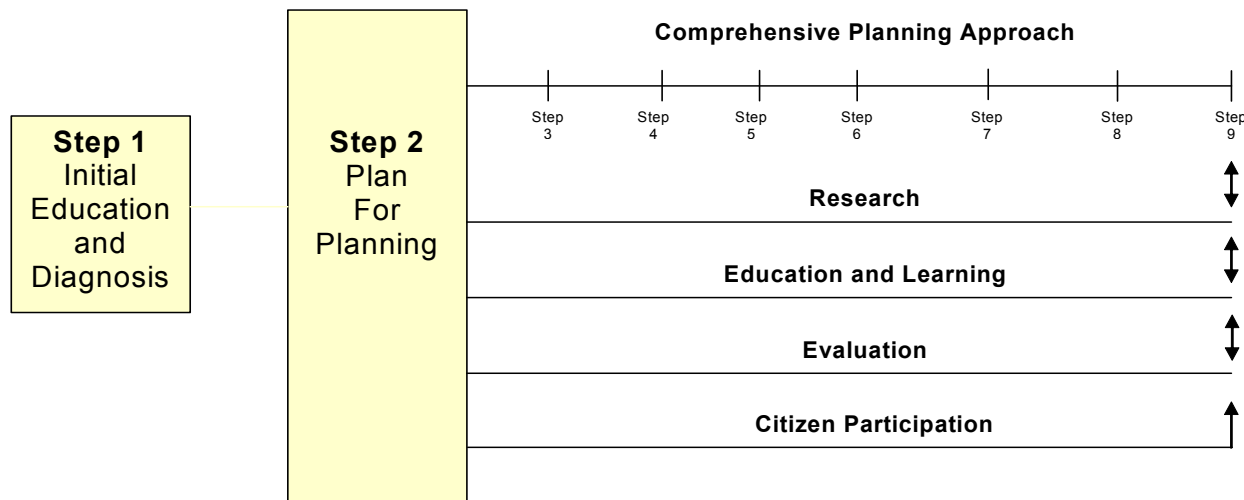 Comprehensive Planning Approach
Step 1
Initial
Education
and
Diagnosis
Step 2
Plan
For
Planning
Step
3
Step
4
Step
5
Step
6
Step
7
Step
8
Step
9
Research
Education and Learning
Evaluation
Citizen Participation